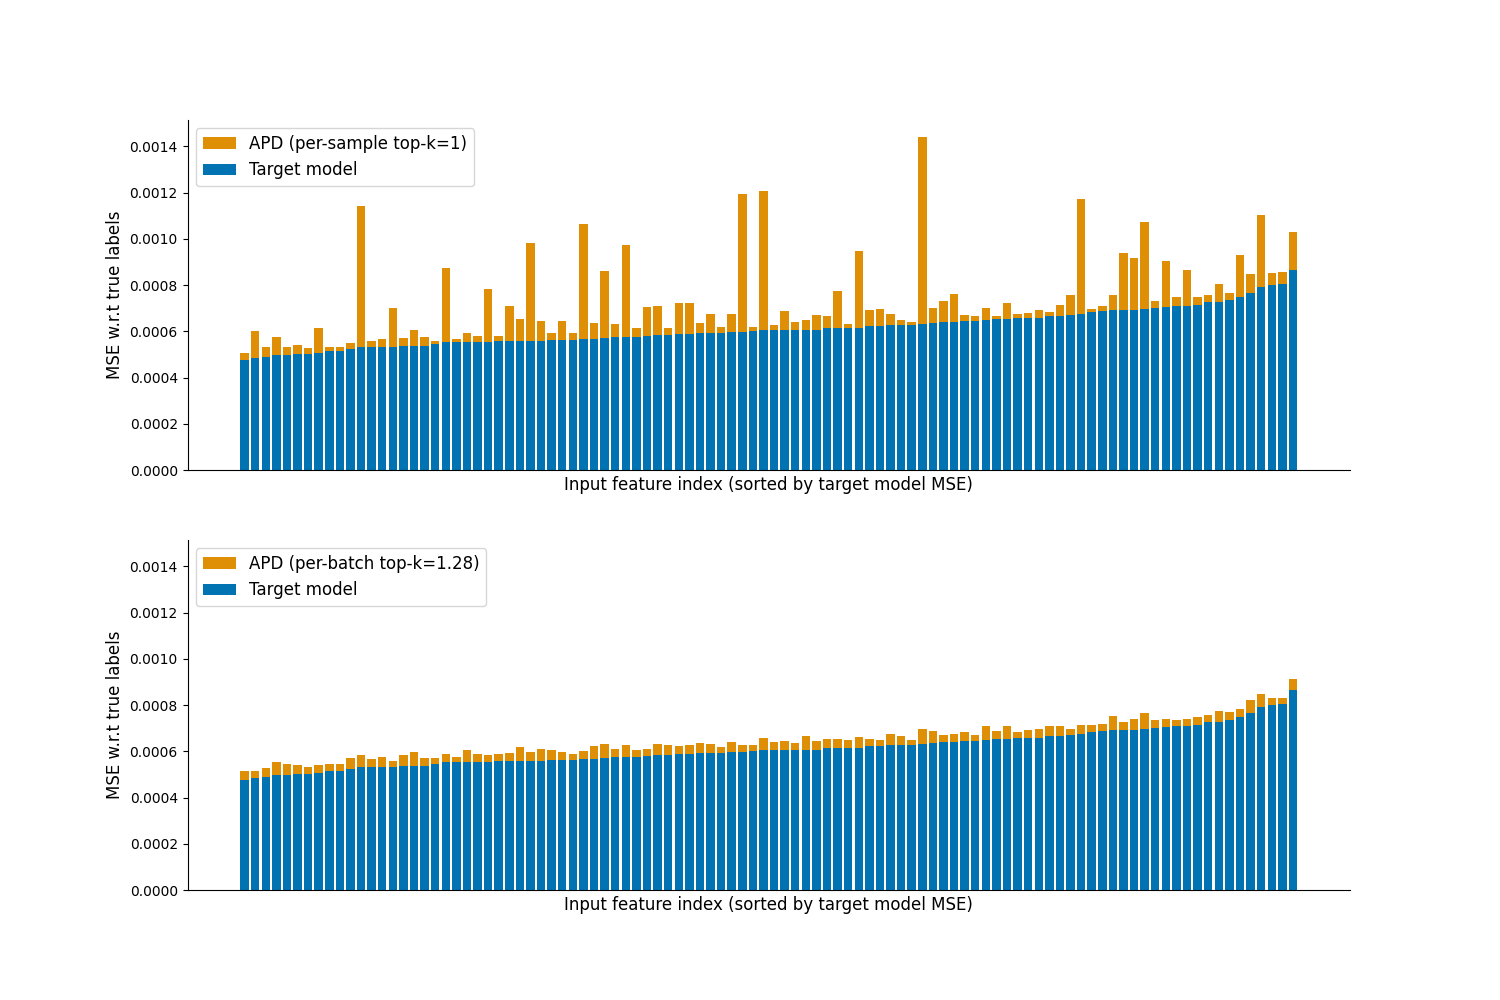 APD (per-sample top-k=1)
Target model
0.0014
0.0012
0.0010
0.0008
0.0006
0.0004
0.0002
0.0000
MSE w.r.t true labels
Input feature index (sorted by target model MSE)
APD (per-batch top-k=1.28)
Target model
0.0014
0.0012
0.0010
0.0008
0.0006
0.0004
0.0002
0.0000
MSE w.r.t true labels
Input feature index (sorted by target model MSE)